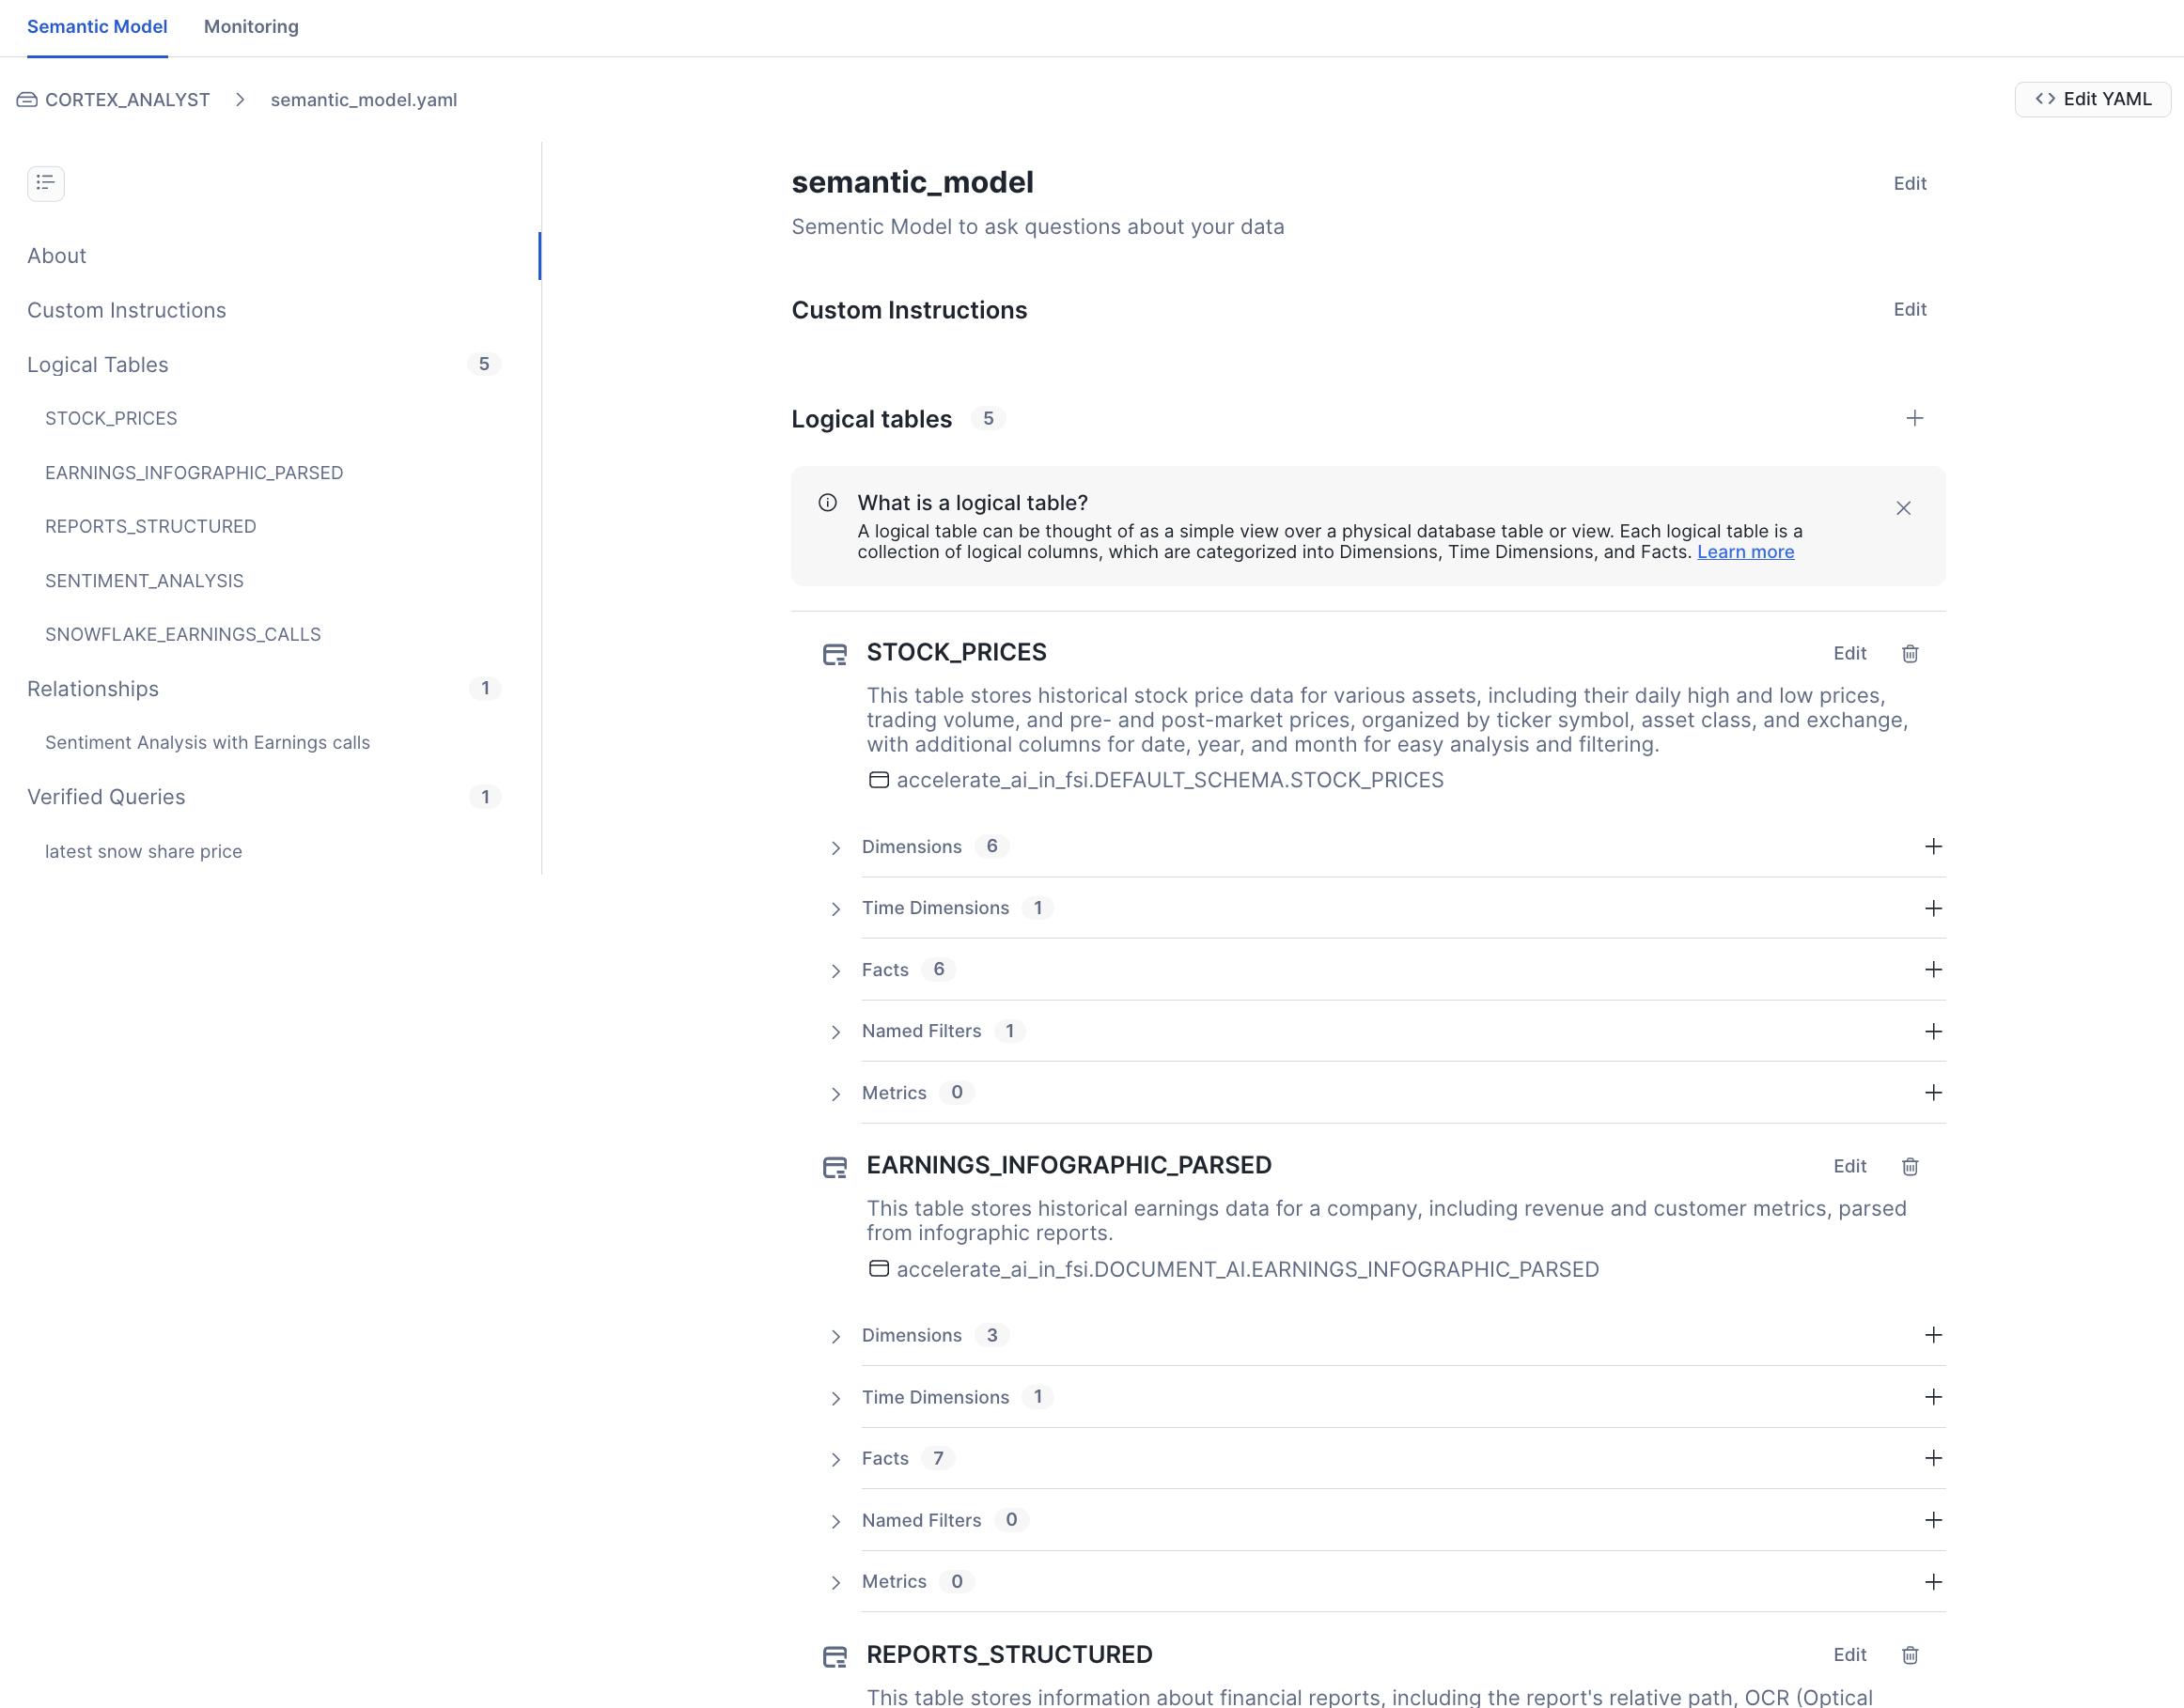 Semantic Model
Monitoring
CORTEX_ANALYST
semantic_model.yaml
Edit YAML
About
Custom Instructions
Logical Tables 5
STOCK_PRICES
EARNINGS_INFOGRAPHIC_PARSED
REPORTS_STRUCTURED
SENTIMENT_ANALYSIS
SNOWFLAKE_EARNINGS_CALLS
Relationships 1
Sentiment Analysis with Earnings calls
Verified Queries 1
latest snow share price
semantic_model Edit
Sementic Model to ask questions about your data
Custom Instructions Edit
Logical tables 5
What is a logical table?
A logical table can be thought of as a simple view over a physical database table or view. Each logical table is a
collection of logical columns, which are categorized into Dimensions, Time Dimensions, and Facts. Learn more
STOCK_PRICES Edit
This table stores historical stock price data for various assets, including their daily high and low prices,
trading volume, and pre- and post-market prices, organized by ticker symbol, asset class, and exchange,
with additional columns for date, year, and month for easy analysis and filtering.
accelerate_ai_in_fsi.DEFAULT_SCHEMA.STOCK_PRICES
Dimensions 6
Time Dimensions 1
Facts 6
Named Filters 1
Metrics 0
EARNINGS_INFOGRAPHIC_PARSED Edit
This table stores historical earnings data for a company, including revenue and customer metrics, parsed
from infographic reports.
accelerate_ai_in_fsi.DOCUMENT_AI.EARNINGS_INFOGRAPHIC_PARSED
Dimensions 3
Time Dimensions 1
Facts 7
Named Filters 0
Metrics 0
REPORTS_STRUCTURED Edit
This table stores information about financial reports, including the report's relative path, OCR (Optical